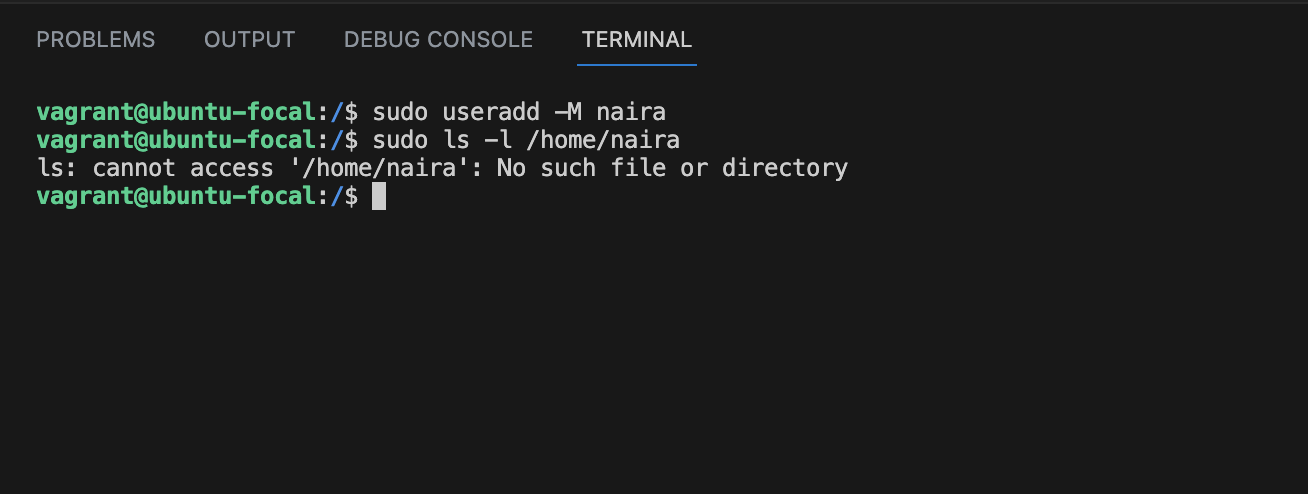 PROBLEMS OUTPUT DEBUG CONSOLE TERMINAL
vagrant@ubuntu-focal:/$ sudo useradd -M naira
vagrant@ubuntu-focal:/$ sudo ls -l /home/naira
ls: cannot access '/home/naira': No such file or directory
vagrant@ubuntu-focal:/$